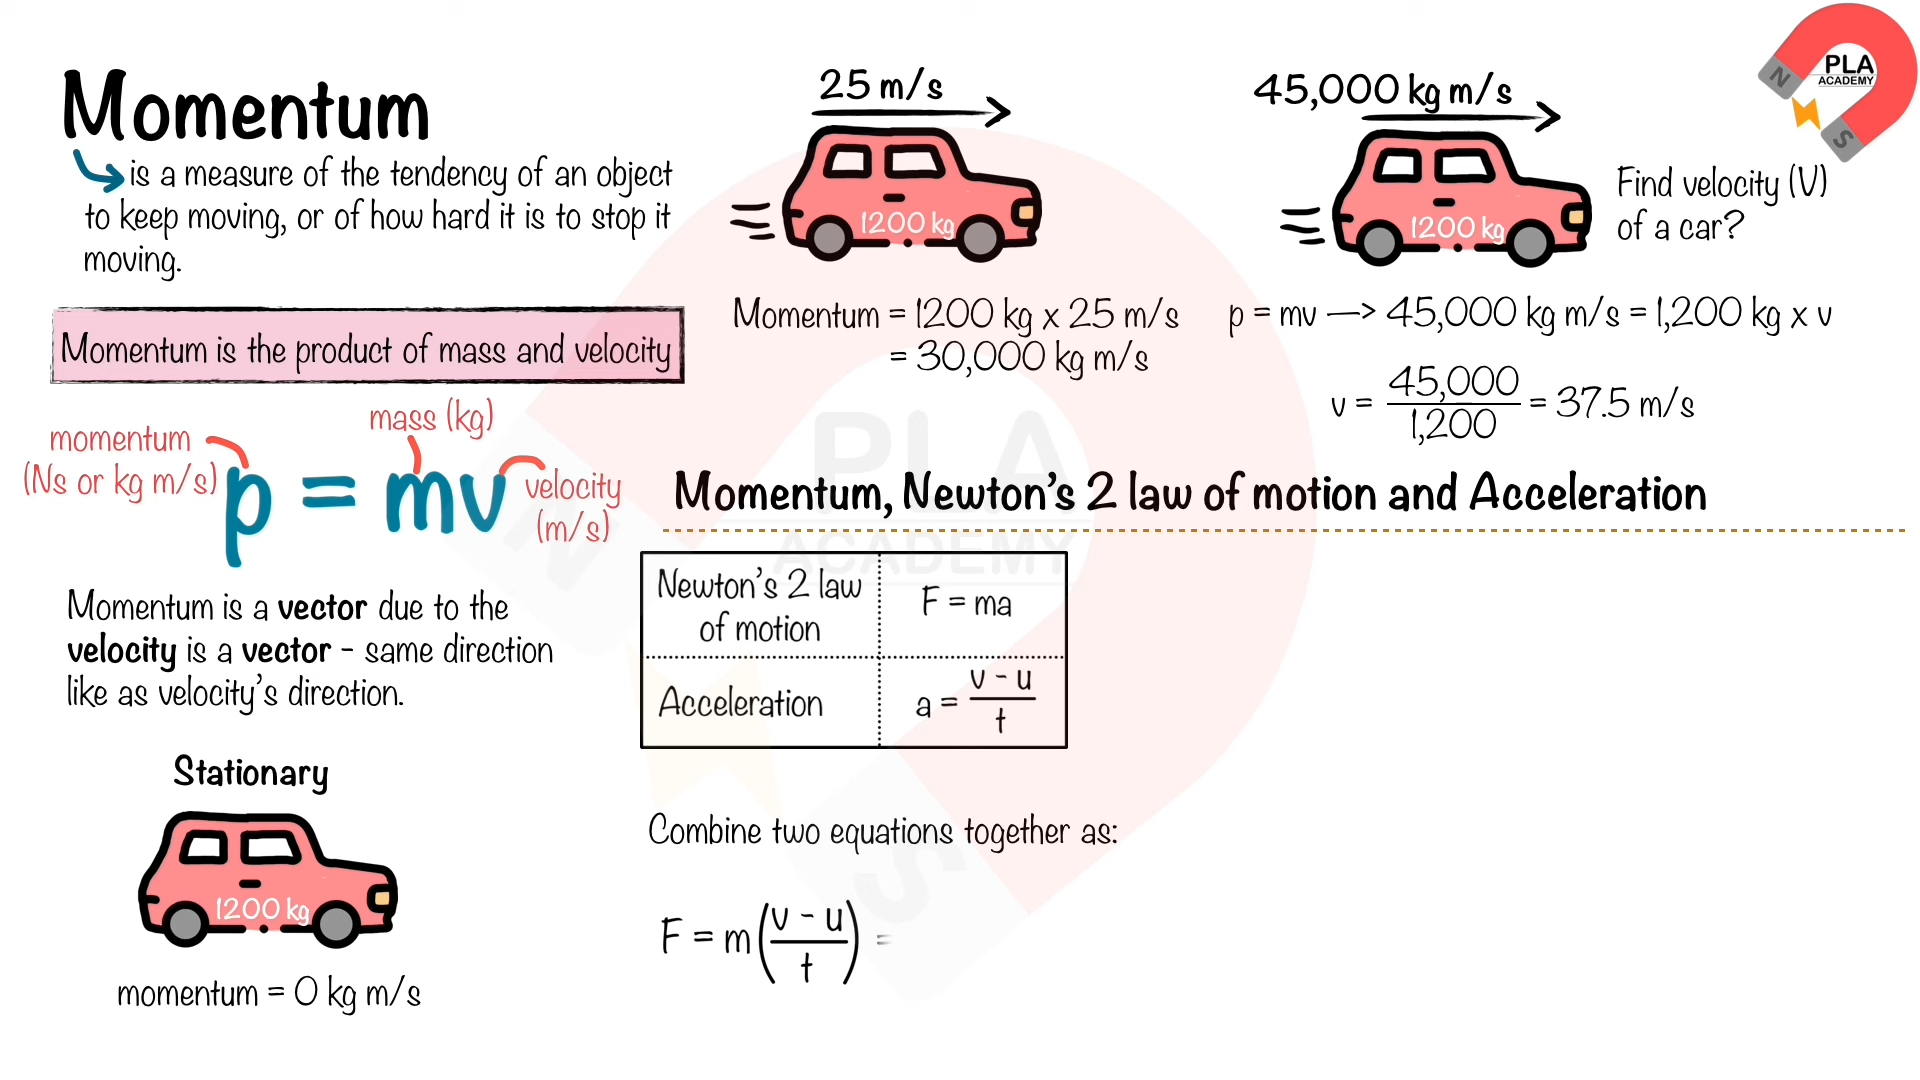 Momentum
is a measure of the tendency of an object
to keep moving, or of how hard it is to stop it
moving.
Momentum is the product of mass and velocity
momentum
(Ns or kg m/s)
mass (kg)
p = mv
velocity
(m/s)
Momentum is a vector due to the
velocity is a vector - same direction
like as velocity's direction.
Stationary
1200 kg
momentum = 0 kg m/s
25 m/s
1200 kg
Momentum = 1200 kg x 25 m/s
= 30,000 kg m/s
45,000 kg m/s
1200 kg
Find velocity (V)
of a car?
p = mv —> 45,000 kg m/s = 1,200 kg x v
v = 45,000 / 1,200 = 37.5 m/s
Momentum, Newton's 2 law of motion and Acceleration
Newton's 2 law
of motion
F = ma
Acceleration
a = v - u / t
Combine two equations together as:
F = m(v - u / t) =
N
PLA
ACADEMY
S
PLA
ACADEMY
N
S